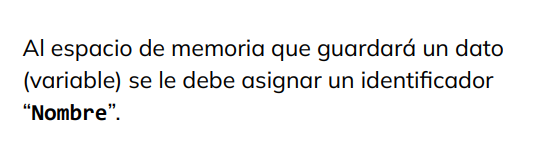 Al espacio de memoria que guardará un dato
(variable) se le debe asignar un identificador
“Nombre”.